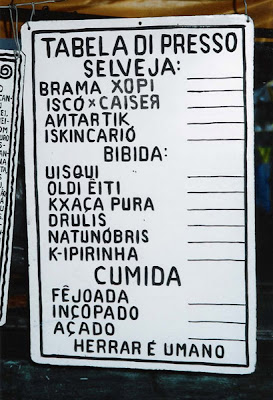 TABELA DI PRESSO
SELVEJA:
BRAMA XOPI
ISCÓ x CAISER
ANTARTIK
ISKINCARIÓ
BIBIDA:
UISQUI
OLDI ÊITI
KXAÇA PURA
DRULIS
NATUNÓBRIS
K-IPIRINHA
CUMIDA
FÊJOADA
INÇOPADO
AÇADO
HERRAR É UMANO